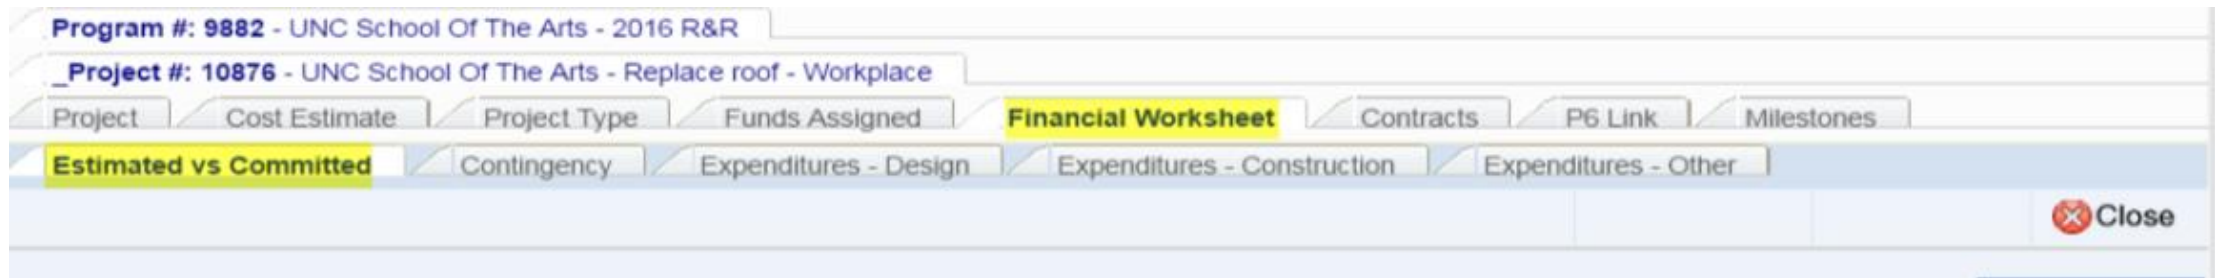 Program #: 9882 - UNC School Of The Arts - 2016 R&R
_Project #: 10876 - UNC School Of The Arts - Replace roof - Workplace
Project Cost Estimate Project Type Funds Assigned Financial Worksheet Contracts P6 Link Milestones
Estimated vs Committed Contingency Expenditures - Design Expenditures - Construction Expenditures - Other
Close